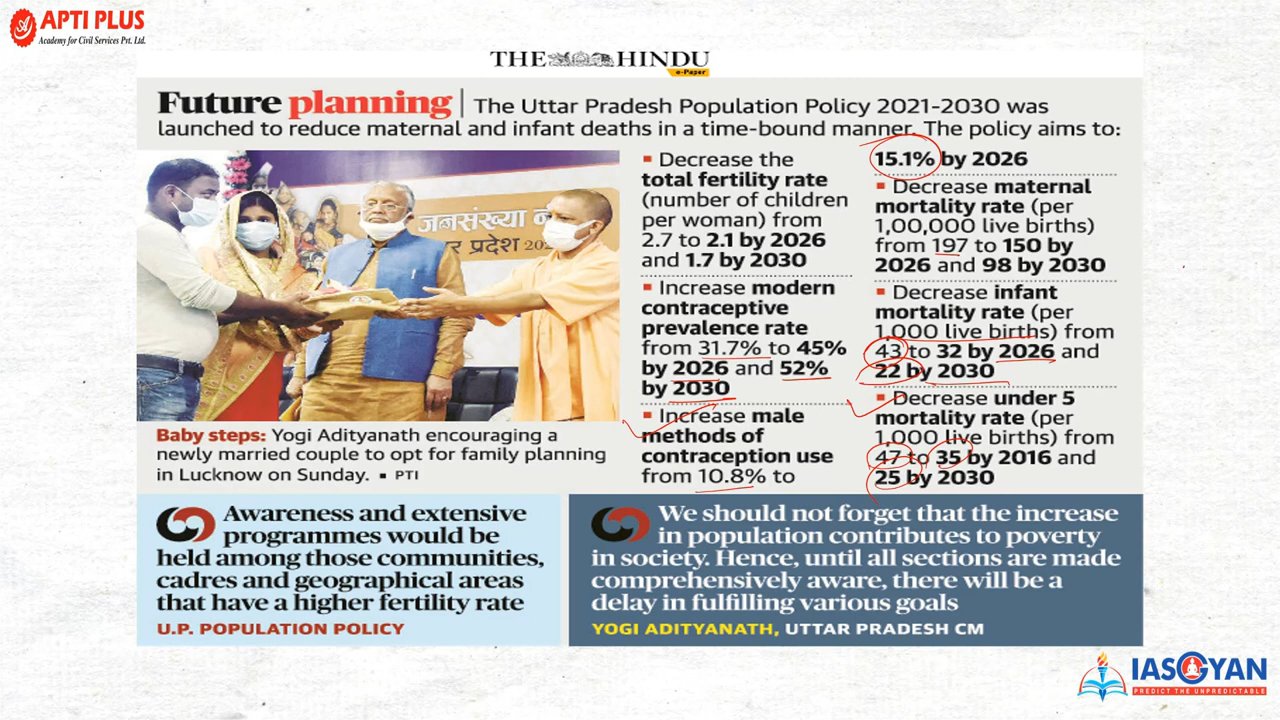 APTI PLUS
Academy for Civil Services Pvt. Ltd.
THE HINDU
e-Paper
Future planning | The Uttar Pradesh Population Policy 2021-2030 was
launched to reduce maternal and infant deaths in a time-bound manner. The policy aims to:
जनसंख्या
प्रदेश 202
Baby steps: Yogi Adityanath encouraging a
newly married couple to opt for family planning
in Lucknow on Sunday. ▪ PTI
▪ Decrease the
total fertility rate
(number of children
per woman) from
2.7 to 2.1 by 2026
and 1.7 by 2030
▪ Increase modern
contraceptive
prevalence rate
from 31.7% to 45%
by 2026 and 52%
by 2030
▪ Increase male
methods of
contraception use
from 10.8% to
15.1% by 2026
▪ Decrease maternal
mortality rate (per
1,00,000 live births)
from 197 to 150 by
2026 and 98 by 2030
▪ Decrease infant
mortality rate (per
1,000 live births) from
43 to 32 by 2026 and
22 by 2030
▪ Decrease under 5
mortality rate (per
1,000 live births) from
47 to 35 by 2016 and
25 by 2030
Awareness and extensive
programmes would be
held among those communities,
cadres and geographical areas
that have a higher fertility rate
U.P. POPULATION POLICY
We should not forget that the increase
in population contributes to poverty
in society. Hence, until all sections are made
comprehensively aware, there will be a
delay in fulfilling various goals
YOGI ADITYANATH, UTTAR PRADESH CM
IASGYAN
PREDICT THE UNPREDICTABLE